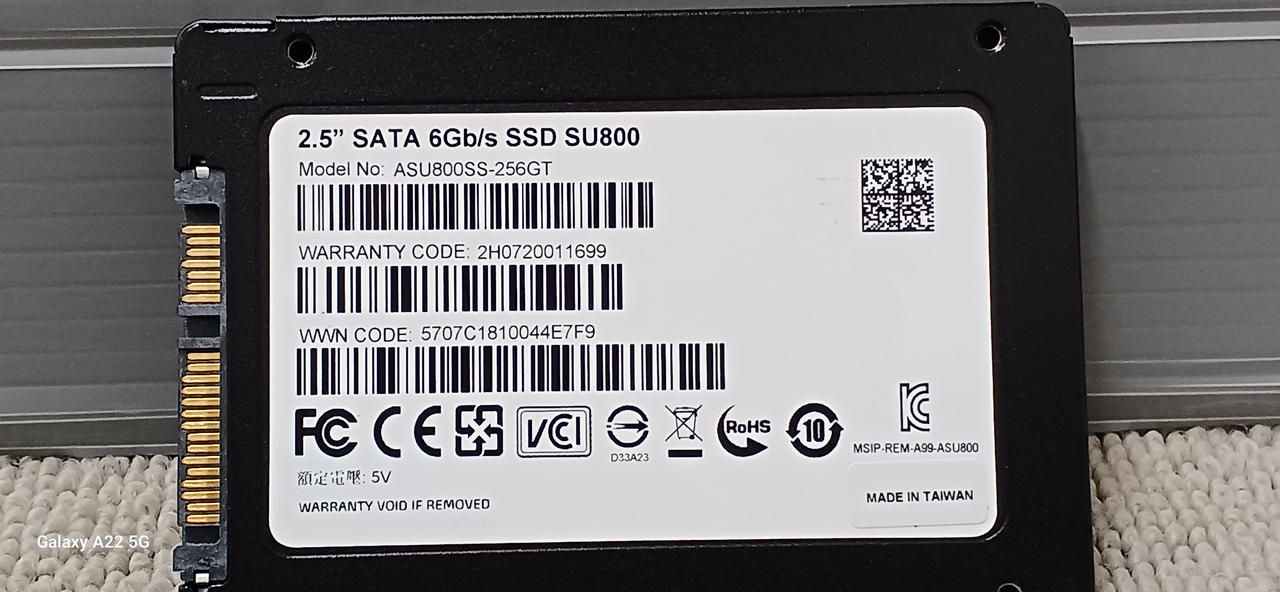 2.5” SATA 6Gb/s SSD SU800
Model No: ASU800SS-256GT
WARRANTY CODE: 2H0720011699
WWN CODE: 5707C1810044E7F9
FC CE VCI D33A23 RoHS 10
MSIP-REM-A99-ASU800
額定電壓: 5V
WARRANTY VOID IF REMOVED
MADE IN TAIWAN
Galaxy A22 5G